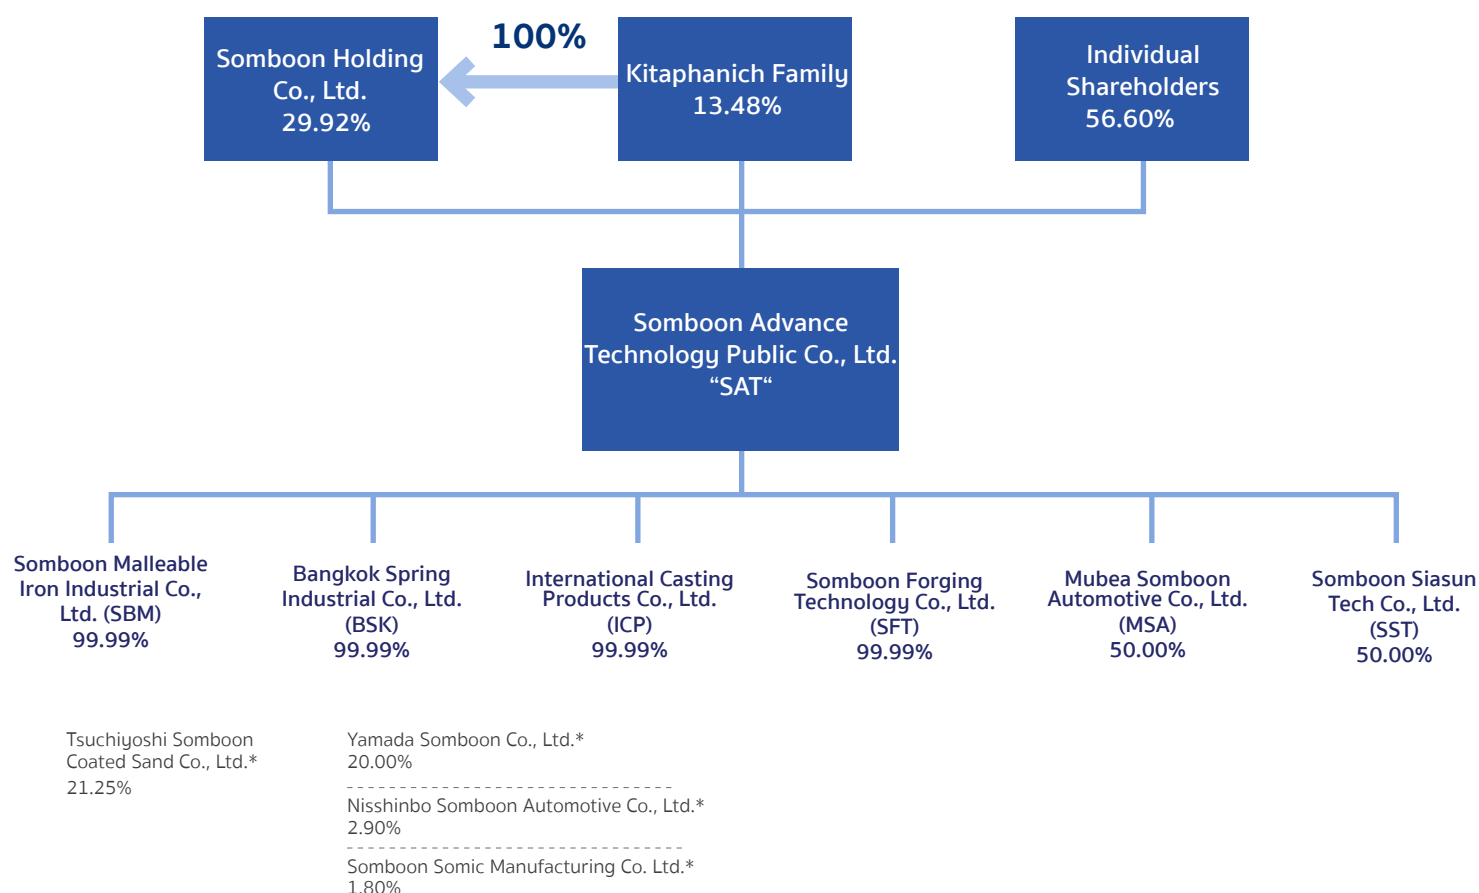 100%
Somboon Holding
Co., Ltd.
29.92%
Kitaphanich Family
13.48%
Individual
Shareholders
56.60%
Somboon Advance
Technology Public Co., Ltd.
“SAT“
Somboon Malleable
Iron Industrial Co.,
Ltd. (SBM)
99.99%
Bangkok Spring
Industrial Co., Ltd.
(BSK)
99.99%
International Casting
Products Co., Ltd.
(ICP)
99.99%
Somboon Forging
Technology Co., Ltd.
(SFT)
99.99%
Mubea Somboon
Automotive Co., Ltd.
(MSA)
50.00%
Somboon Siasun
Tech Co., Ltd.
(SST)
50.00%
Tsuchiyoshi Somboon
Coated Sand Co., Ltd.*
21.25%
Yamada Somboon Co., Ltd.*
20.00%
Nisshinbo Somboon Automotive Co., Ltd.*
2.90%
Somboon Somic Manufacturing Co. Ltd.*
1.80%